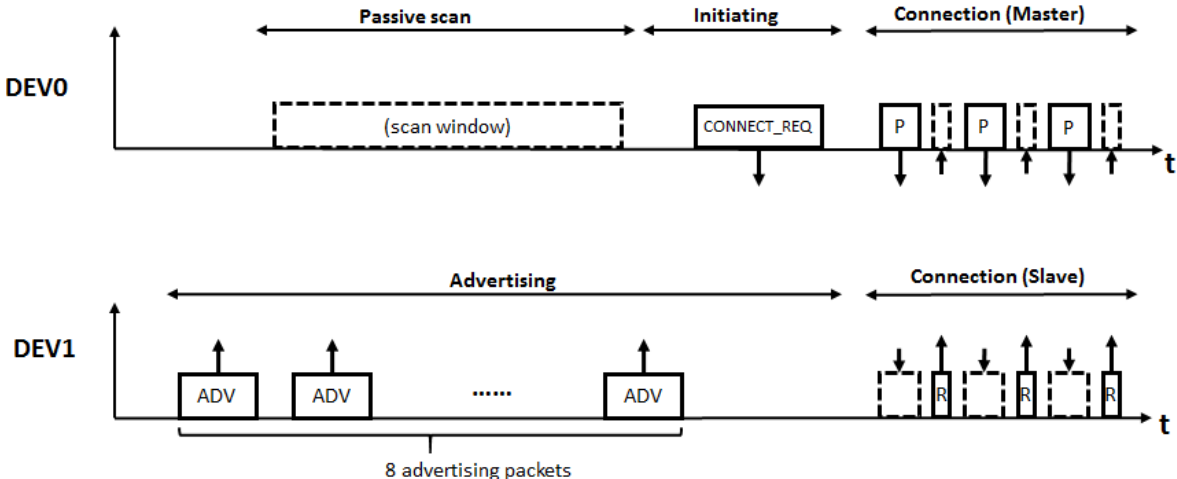 Passive scan
Initiating
Connection (Master)
DEV0
(scan window)
CONNECT_REQ
P
P
P
t
Advertising
Connection (Slave)
DEV1
ADV
ADV
......
ADV
R
R
R
t
8 advertising packets